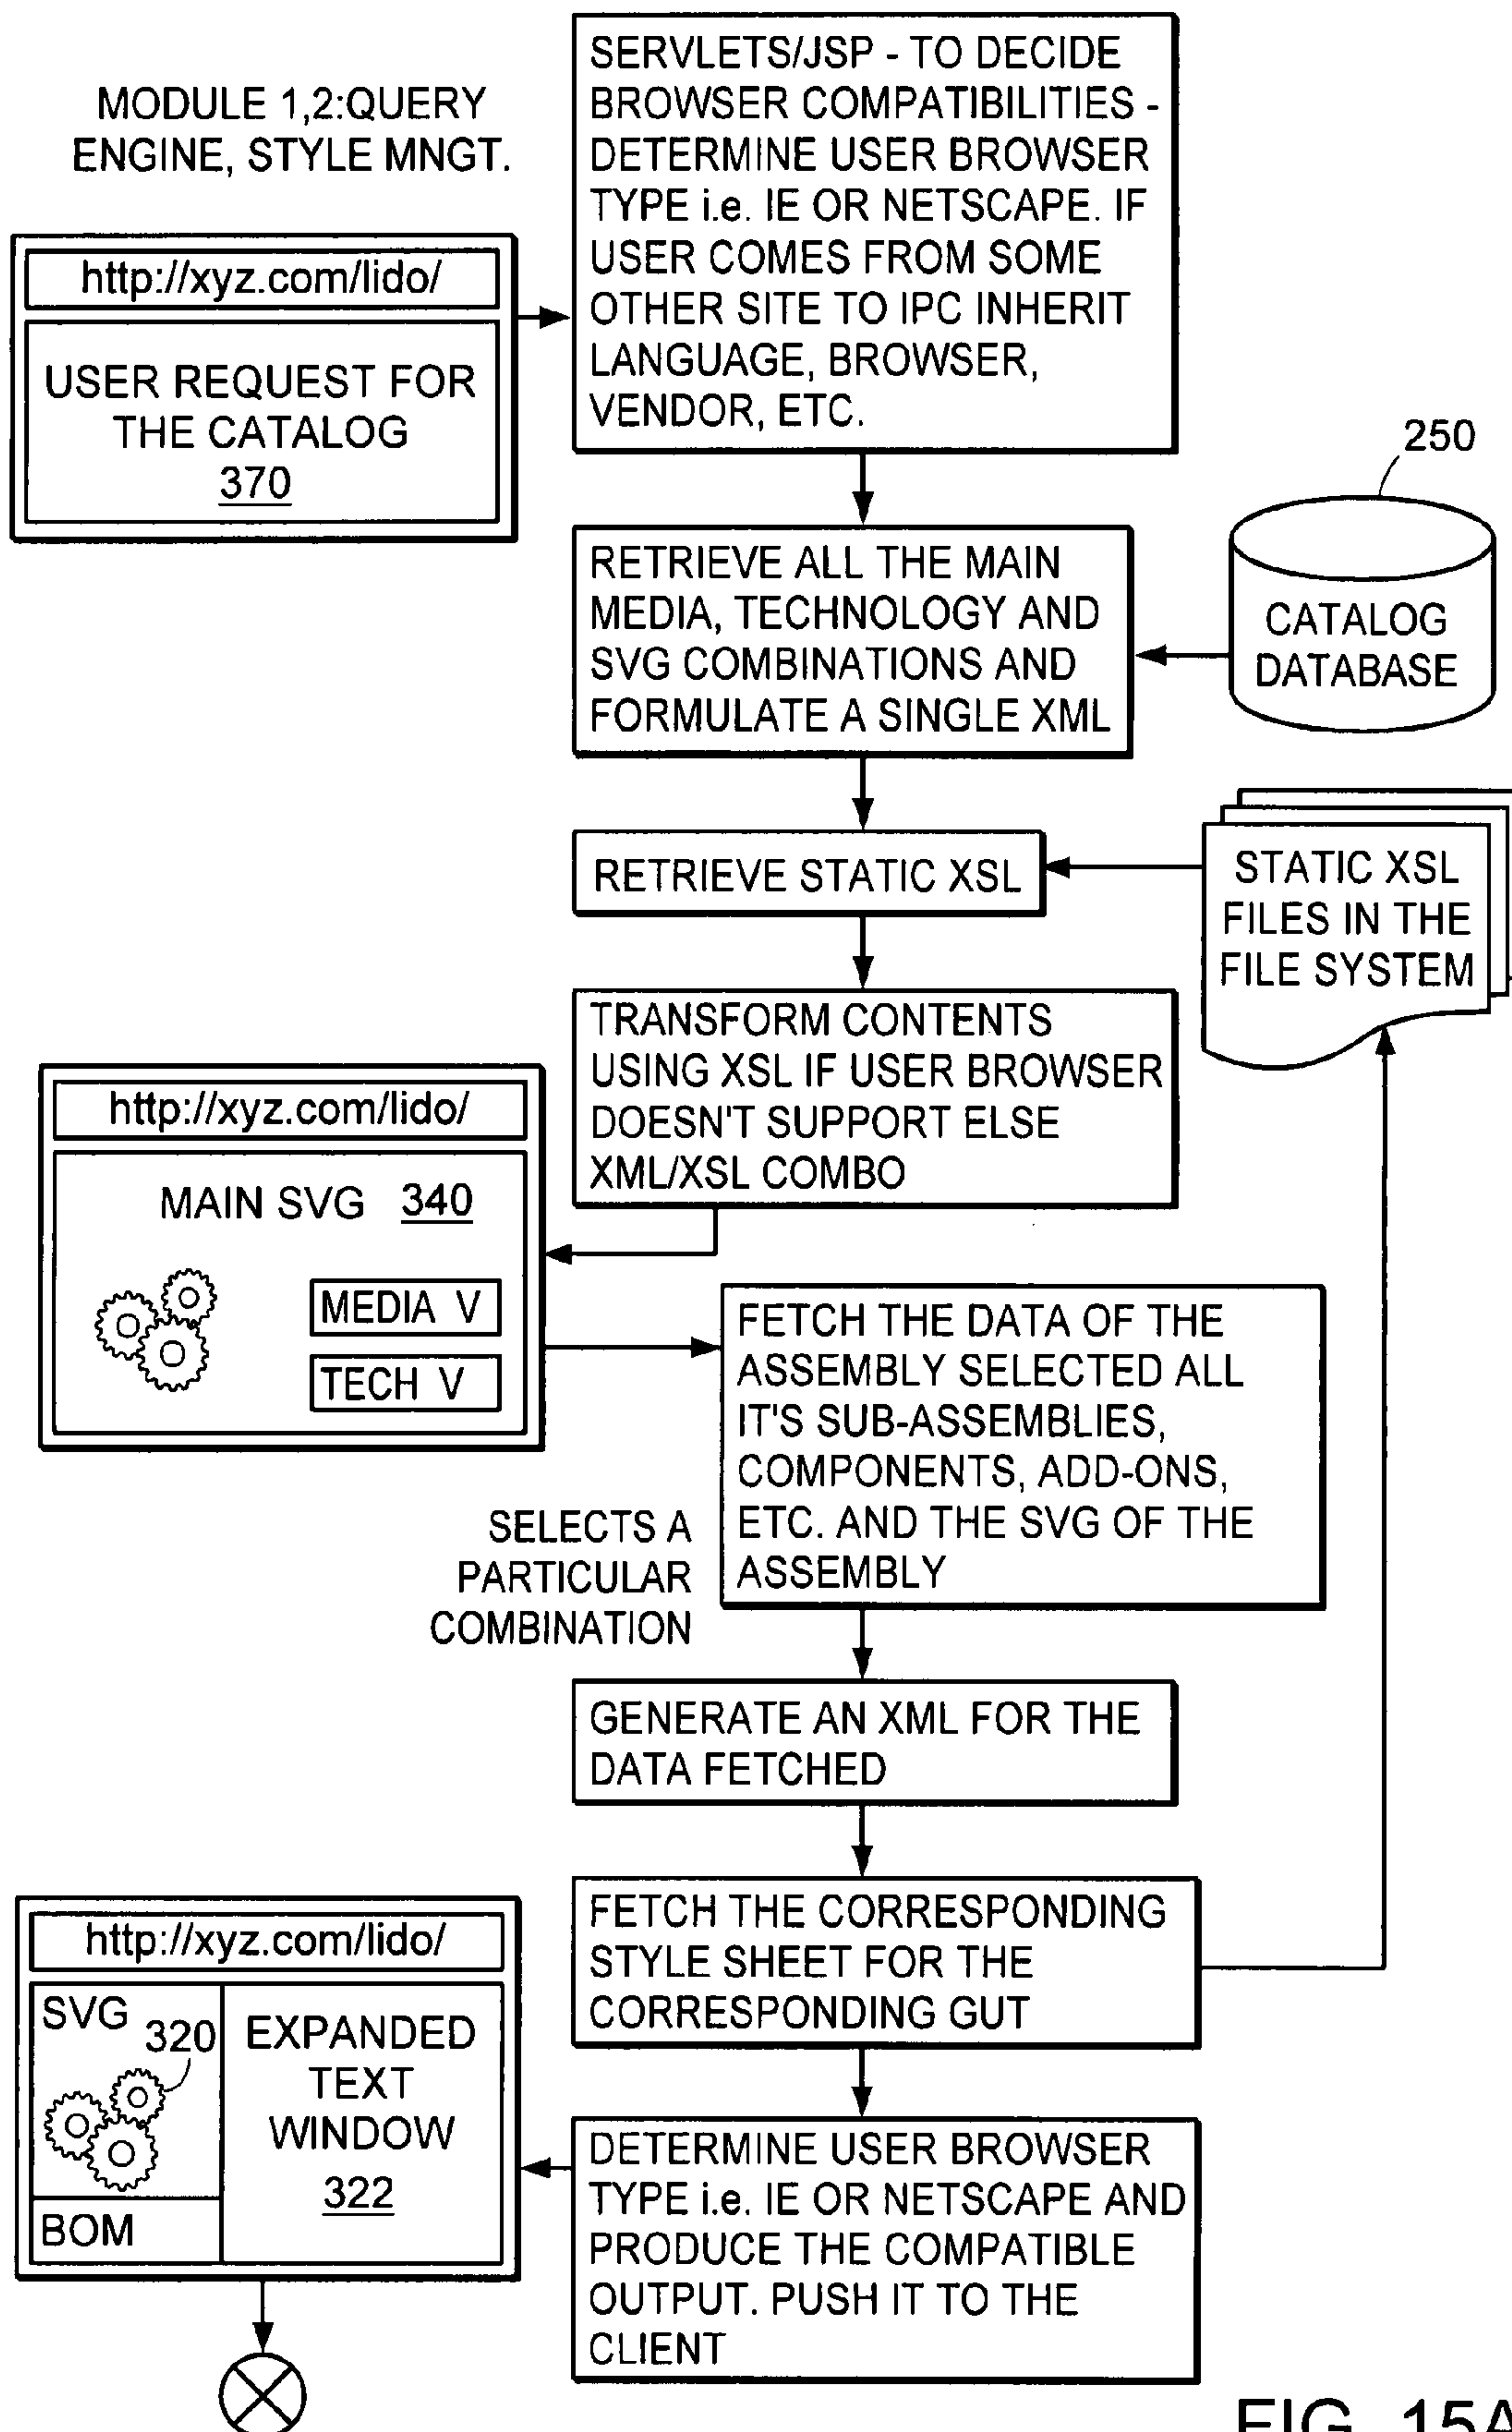 MODULE 1,2:QUERY
ENGINE, STYLE MNGT.
http://xyz.com/lido/
USER REQUEST FOR
THE CATALOG
370
SERVLETS/JSP - TO DECIDE
BROWSER COMPATIBILITIES -
DETERMINE USER BROWSER
TYPE i.e. IE OR NETSCAPE. IF
USER COMES FROM SOME
OTHER SITE TO IPC INHERIT
LANGUAGE, BROWSER,
VENDOR, ETC.
250
CATALOG
DATABASE
RETRIEVE ALL THE MAIN
MEDIA, TECHNOLOGY AND
SVG COMBINATIONS AND
FORMULATE A SINGLE XML
RETRIEVE STATIC XSL
STATIC XSL
FILES IN THE
FILE SYSTEM
TRANSFORM CONTENTS
USING XSL IF USER BROWSER
DOESN'T SUPPORT ELSE
XML/XSL COMBO
http://xyz.com/lido/
MAIN SVG 340
MEDIA V
TECH V
FETCH THE DATA OF THE
ASSEMBLY SELECTED ALL
IT'S SUB-ASSEMBLIES,
COMPONENTS, ADD-ONS,
ETC. AND THE SVG OF THE
ASSEMBLY
SELECTS A
PARTICULAR
COMBINATION
GENERATE AN XML FOR THE
DATA FETCHED
FETCH THE CORRESPONDING
STYLE SHEET FOR THE
CORRESPONDING GUT
http://xyz.com/lido/
SVG
320
BOM
EXPANDED
TEXT
WINDOW
322
DETERMINE USER BROWSER
TYPE i.e. IE OR NETSCAPE AND
PRODUCE THE COMPATIBLE
OUTPUT. PUSH IT TO THE
CLIENT
FIG. 15A